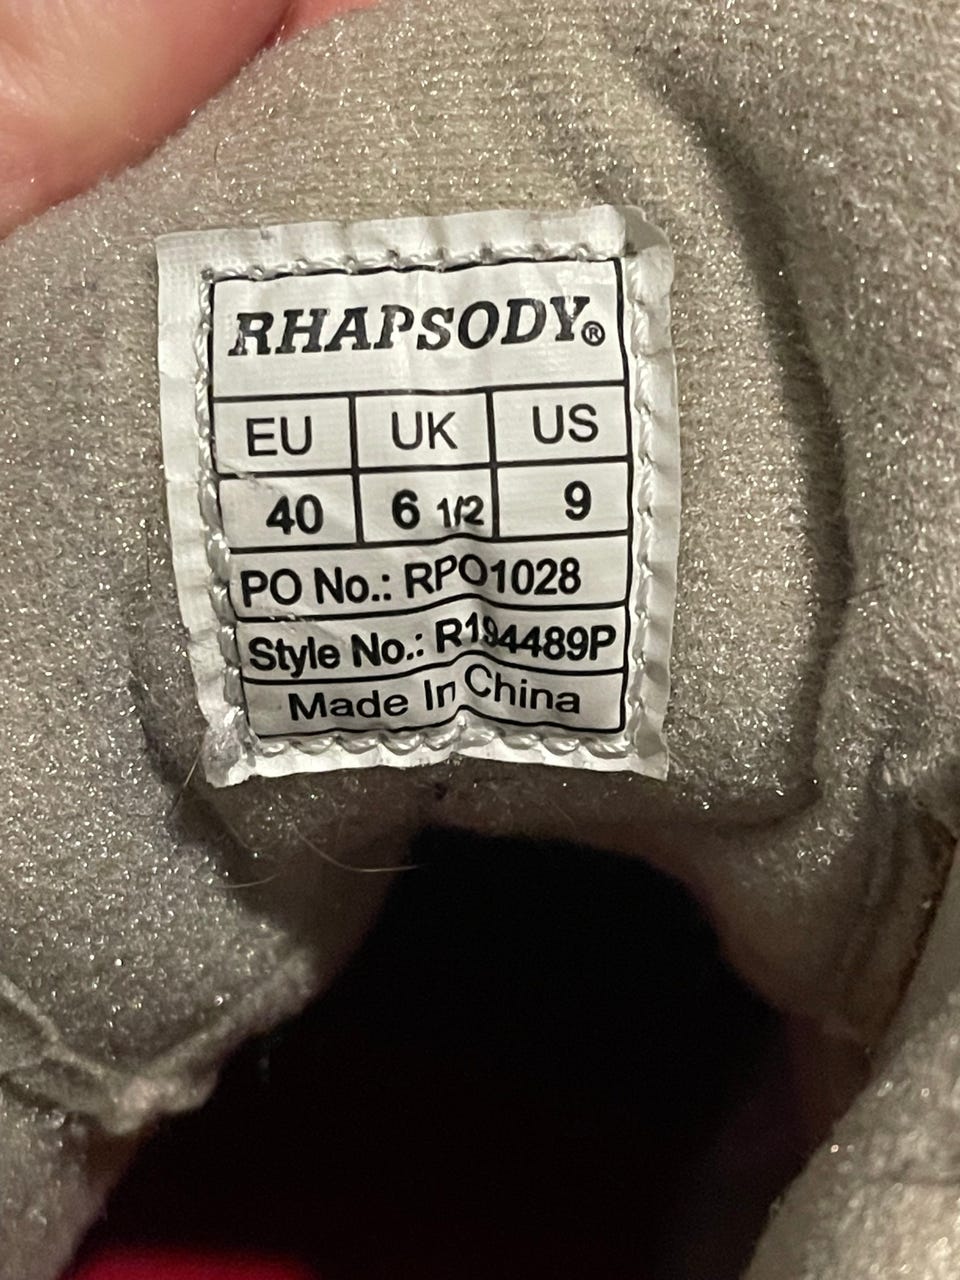 RHAPSODY®
EU UK US
40 6 1/2 9
PO No.: RPO1028
Style No.: R194489P
Made In China